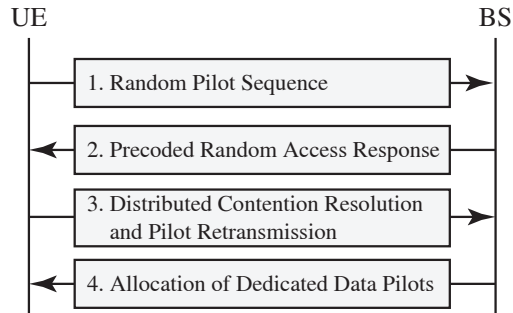 UE BS
1. Random Pilot Sequence
2. Precoded Random Access Response
3. Distributed Contention Resolution
and Pilot Retransmission
4. Allocation of Dedicated Data Pilots